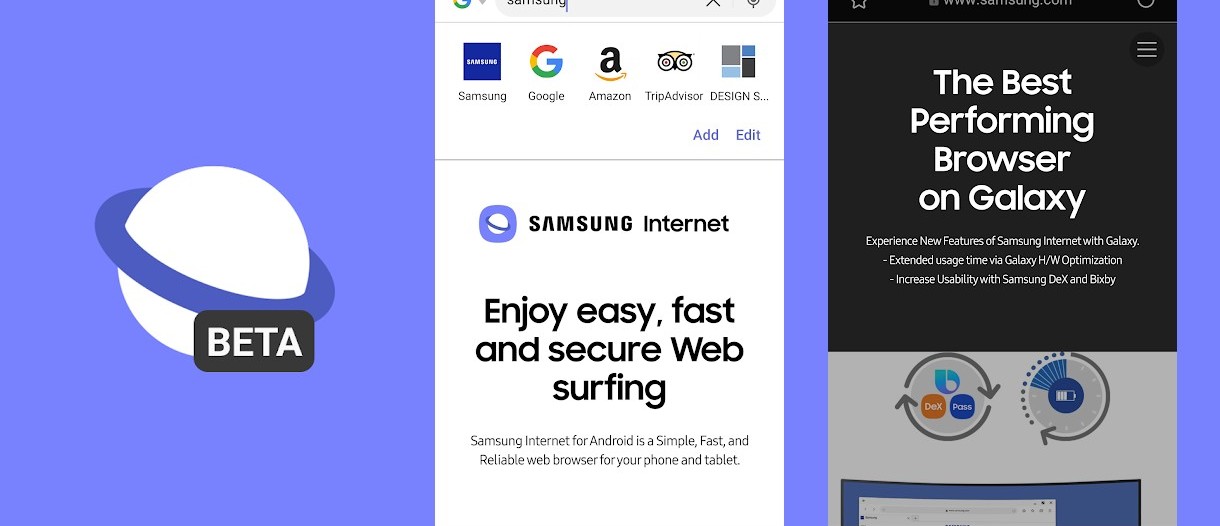 BETA
samsung
SAMSUNG
Samsung
Google
Amazon
TripAdvisor
DESIGN S...
Add
Edit
SAMSUNG Internet
Enjoy easy, fast
and secure Web
surfing
Samsung Internet for Android is a Simple, Fast, and
Reliable web browser for your phone and tablet.
www.samsung.com
The Best
Performing
Browser
on Galaxy
Experience New Features of Samsung Internet with Galaxy.
- Extended usage time via Galaxy H/W Optimization
- Increase Usability with Samsung DeX and Bixby
DeX
Pass